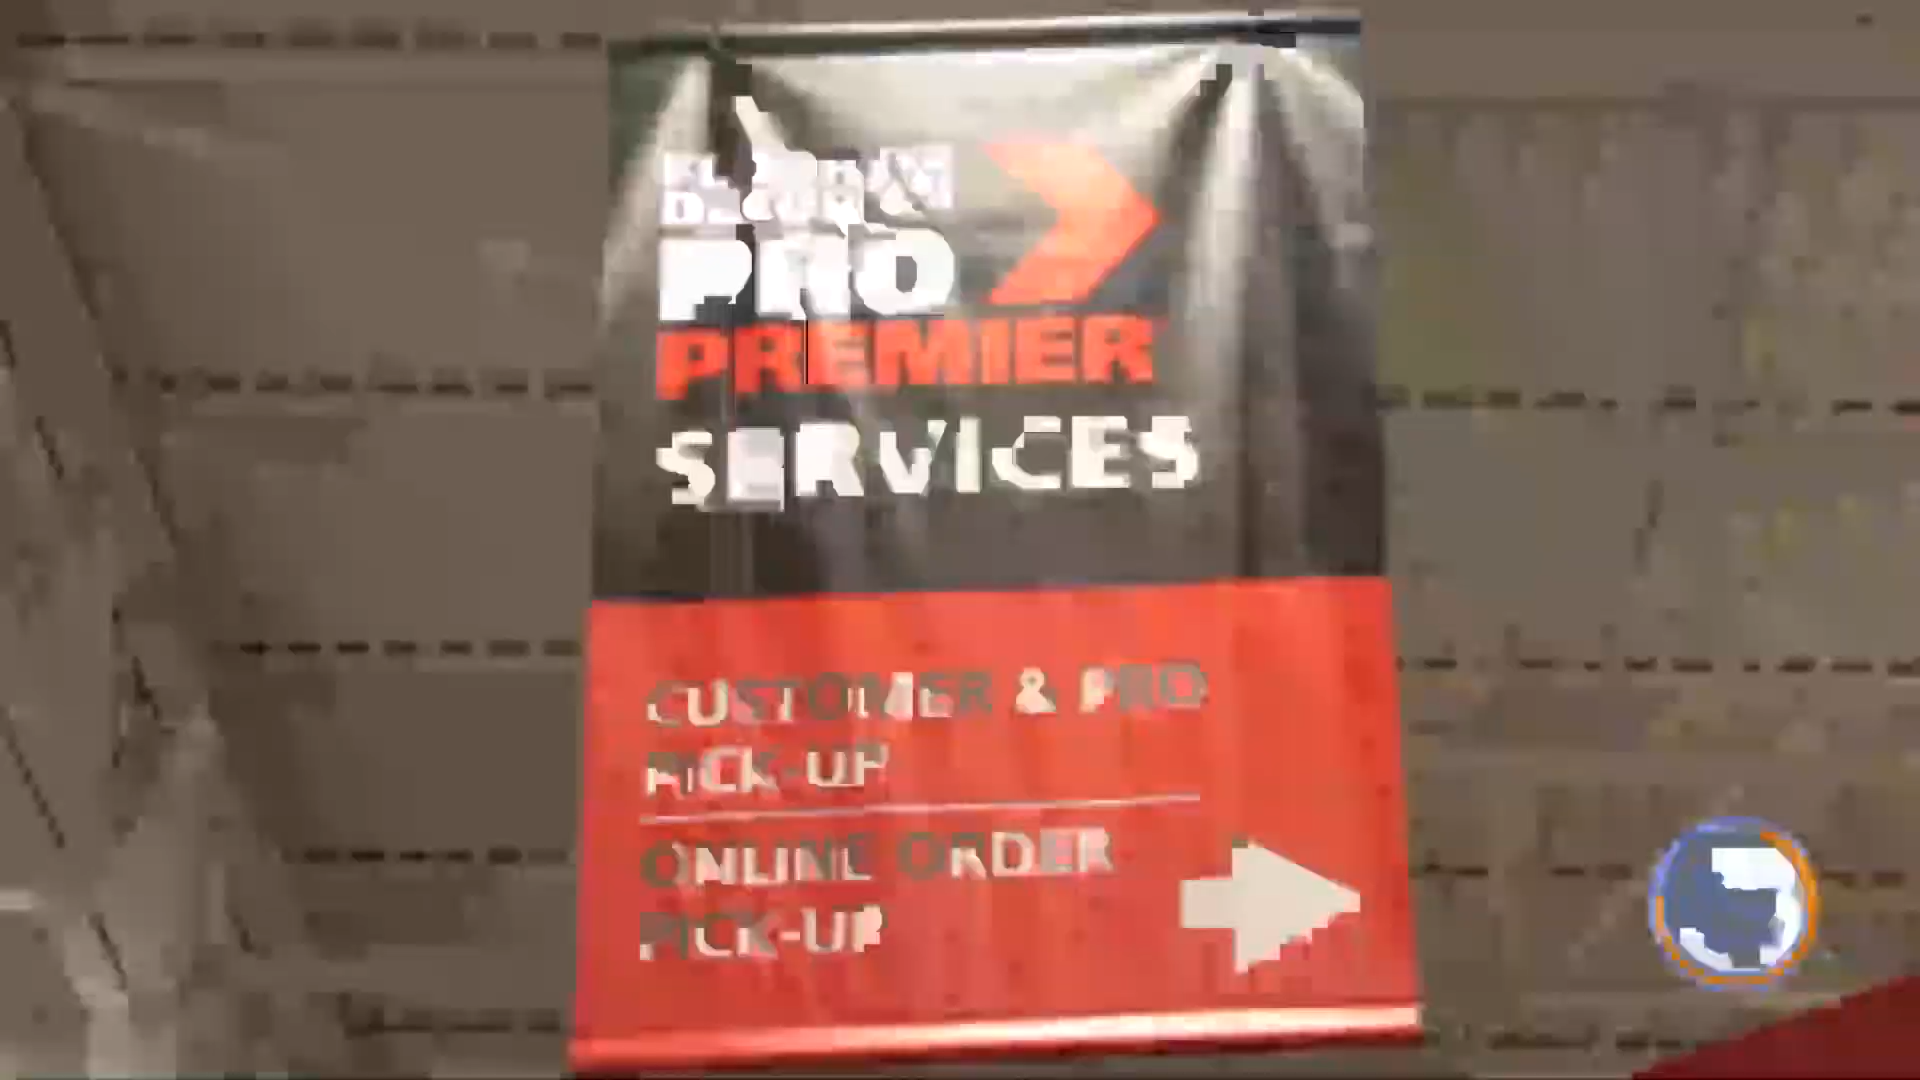 PRO
PREMIER
SERVICES
CUSTOMER & PRO
PICK-UP
ONLINE ORDER
PICK-UP